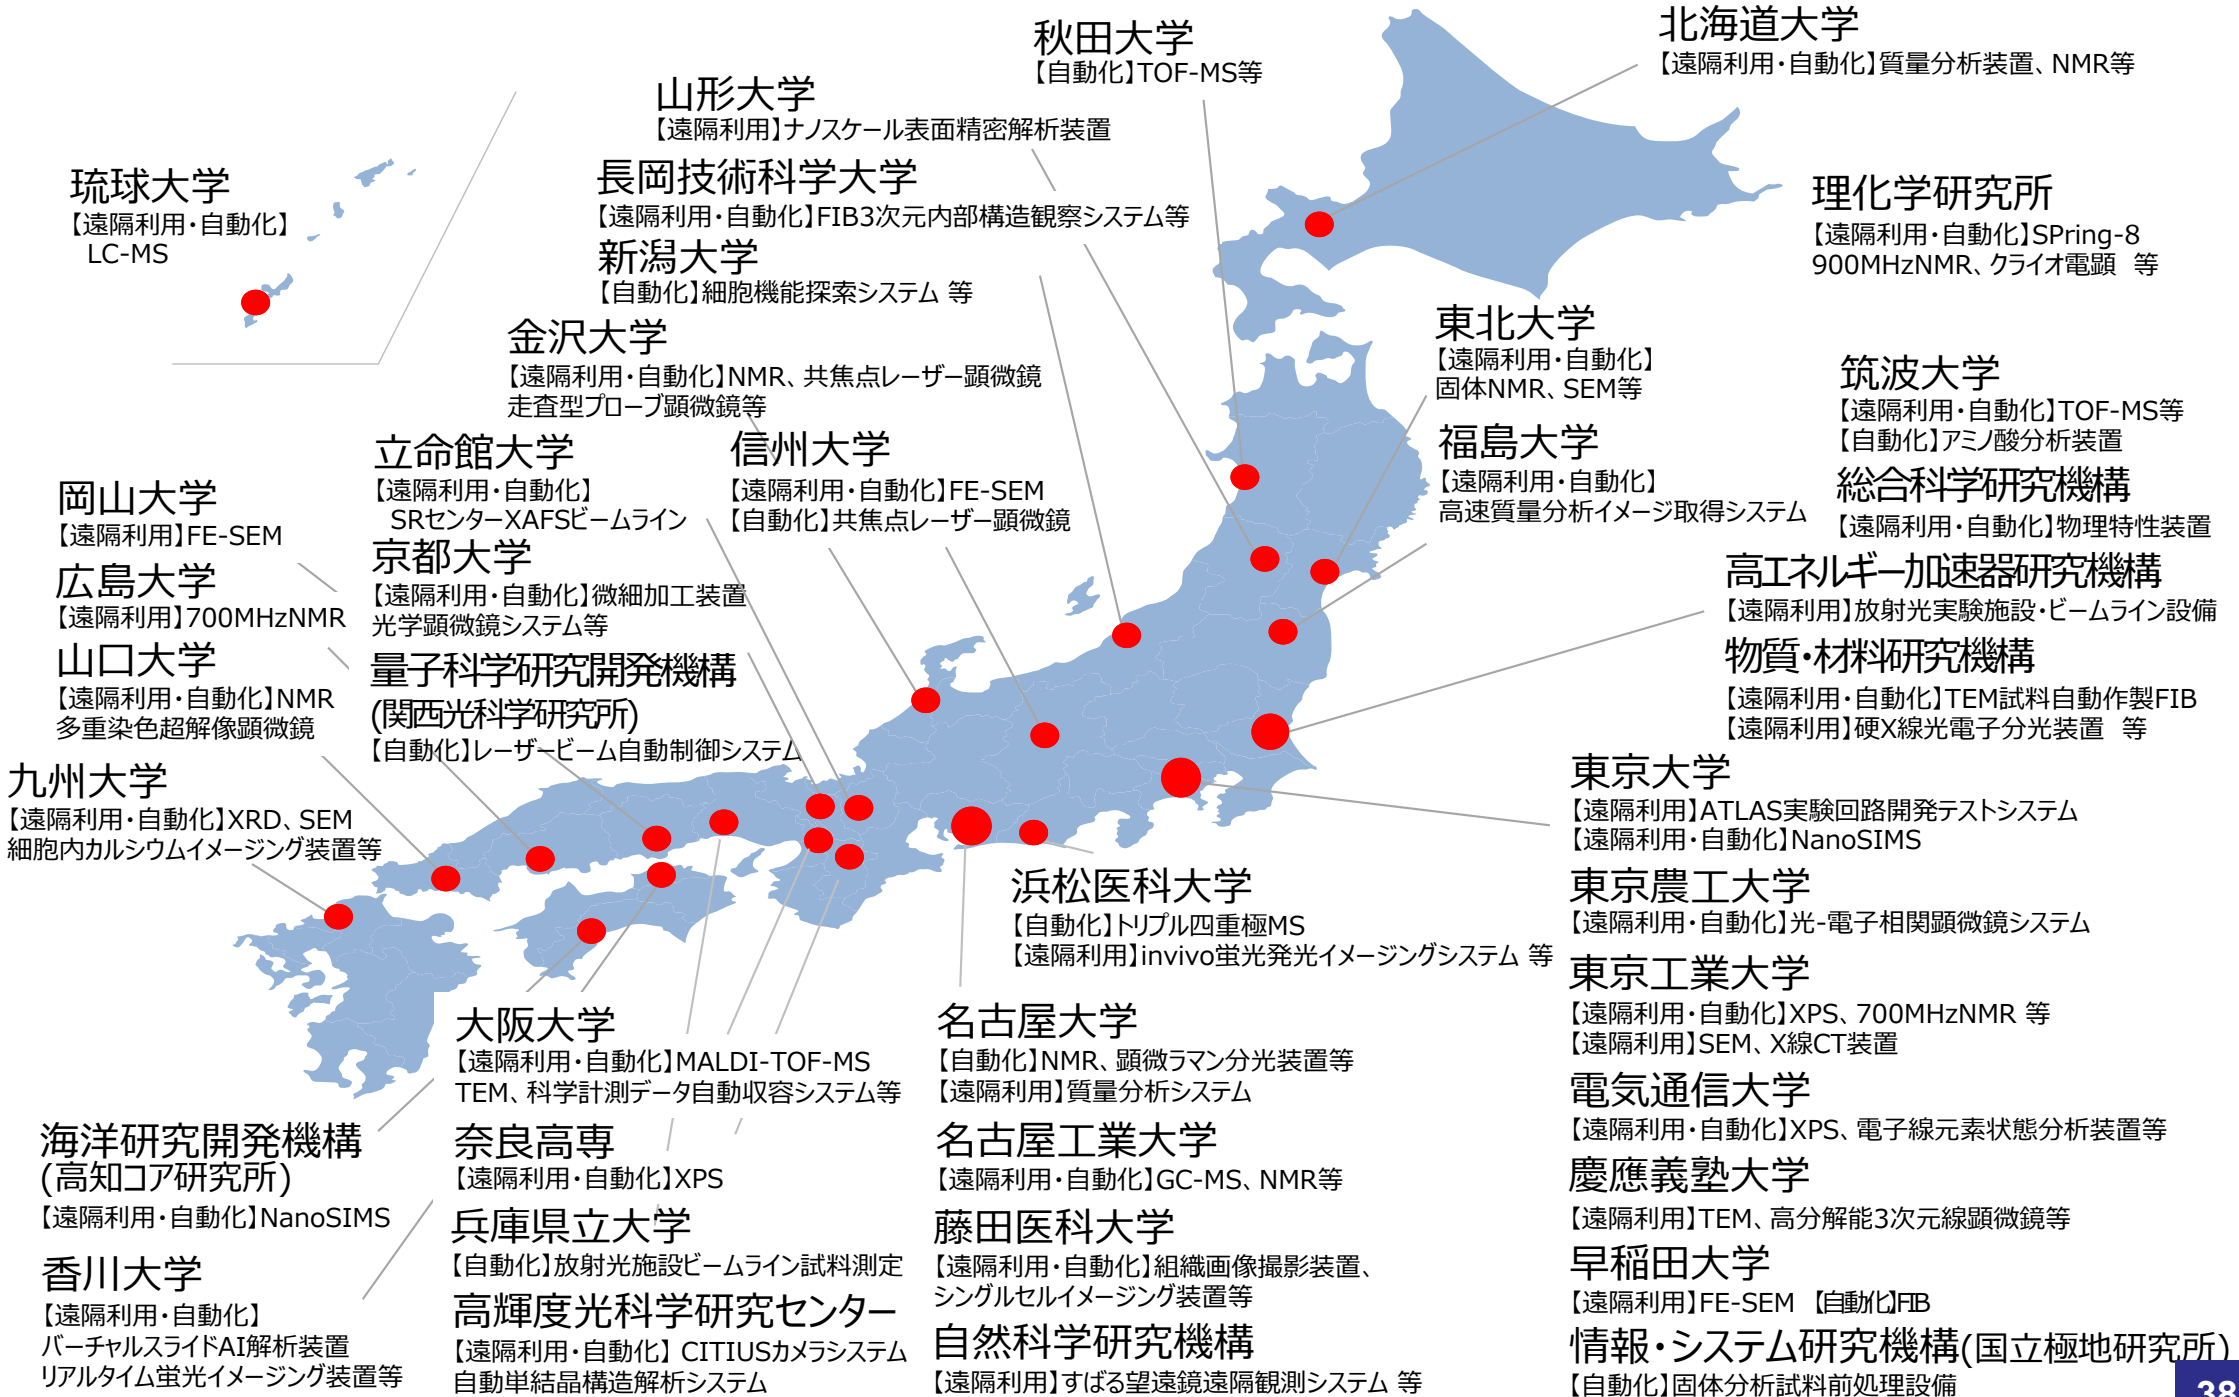 秋田大学
【自動化】TOF-MS等
北海道大学
【遠隔利用・自動化】質量分析装置、NMR等
山形大学
【遠隔利用】ナノスケール表面精密解析装置
長岡技術科学大学
【遠隔利用・自動化】FIB3次元内部構造観察システム等
新潟大学
【自動化】細胞機能探索システム 等
琉球大学
【遠隔利用・自動化】
LC-MS
理化学研究所
【遠隔利用・自動化】SPring-8
900MHzNMR、クライオ電顕 等
金沢大学
【遠隔利用・自動化】NMR、共焦点レーザー顕微鏡
走査型プローブ顕微鏡等
東北大学
【遠隔利用・自動化】
固体NMR、SEM等
筑波大学
【遠隔利用・自動化】TOF-MS等
【自動化】アミノ酸分析装置
立命館大学
【遠隔利用・自動化】
SRセンターXAFSビームライン
信州大学
【遠隔利用・自動化】FE-SEM
【自動化】共焦点レーザー顕微鏡
福島大学
【遠隔利用・自動化】
高速質量分析イメージ取得システム
総合科学研究機構
【遠隔利用・自動化】物理特性装置
岡山大学
【遠隔利用】FE-SEM
広島大学
【遠隔利用】700MHzNMR
山口大学
【遠隔利用・自動化】NMR
多重染色超解像顕微鏡
京都大学
【遠隔利用・自動化】微細加工装置
光学顕微鏡システム等
量子科学研究開発機構
(関西光科学研究所)
【自動化】レーザービーム自動制御システム
高エネルギー加速器研究機構
【遠隔利用】放射光実験施設・ビームライン設備
物質・材料研究機構
【遠隔利用・自動化】TEM試料自動作製FIB
【遠隔利用】硬X線光電子分光装置 等
九州大学
【遠隔利用・自動化】XRD、SEM
細胞内カルシウムイメージング装置等
東京大学
【遠隔利用】ATLAS実験回路開発テストシステム
【遠隔利用・自動化】NanoSIMS
東京農工大学
【遠隔利用・自動化】光-電子相関顕微鏡システム
東京工業大学
【遠隔利用・自動化】XPS、700MHzNMR 等
【遠隔利用】SEM、X線CT装置
電気通信大学
【遠隔利用・自動化】XPS、電子線元素状態分析装置等
慶應義塾大学
【遠隔利用】TEM、高分解能3次元線顕微鏡等
早稲田大学
【遠隔利用】FE-SEM 【自動化】FIB
情報・システム研究機構(国立極地研究所)
【自動化】固体分析試料前処理設備
浜松医科大学
【自動化】トリプル四重極MS
【遠隔利用】invivo蛍光発光イメージングシステム 等
大阪大学
【遠隔利用・自動化】MALDI-TOF-MS
TEM、科学計測データ自動収容システム等
奈良高専
【遠隔利用・自動化】XPS
兵庫県立大学
【自動化】放射光施設ビームライン試料測定
高輝度光科学研究センター
【遠隔利用・自動化】 CITIUSカメラシステム
自動単結晶構造解析システム
名古屋大学
【自動化】NMR、顕微ラマン分光装置等
【遠隔利用】質量分析システム
名古屋工業大学
【遠隔利用・自動化】GC-MS、NMR等
藤田医科大学
【遠隔利用・自動化】組織画像撮影装置、
シングルセルイメージング装置等
自然科学研究機構
【遠隔利用】すばる望遠鏡遠隔観測システム 等
海洋研究開発機構
(高知コア研究所)
【遠隔利用・自動化】NanoSIMS
香川大学
【遠隔利用・自動化】
バーチャルスライドAI解析装置
リアルタイム蛍光イメージング装置等
38